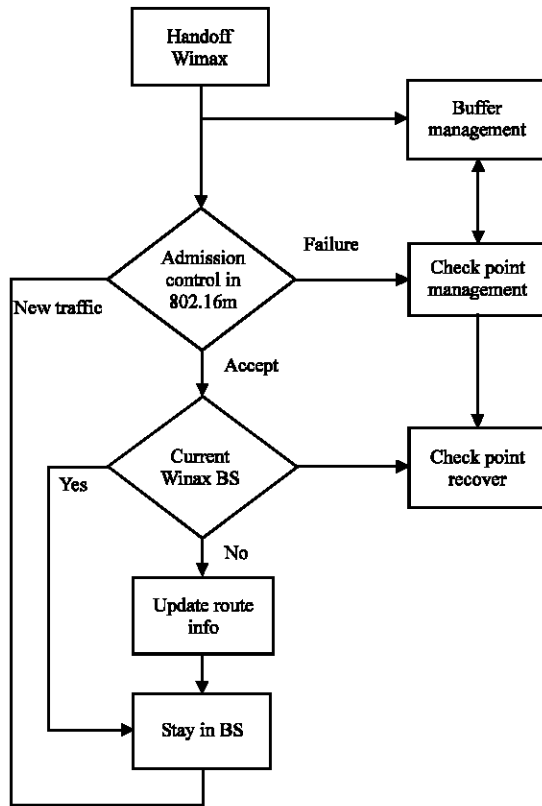 Handoff
Wimax
Buffer
management
Admission
control in
802.16m
Failure
Check point
management
New traffic
Accept
Current
Winax BS
Check point
recover
Yes
No
Update route
info
Stay in BS